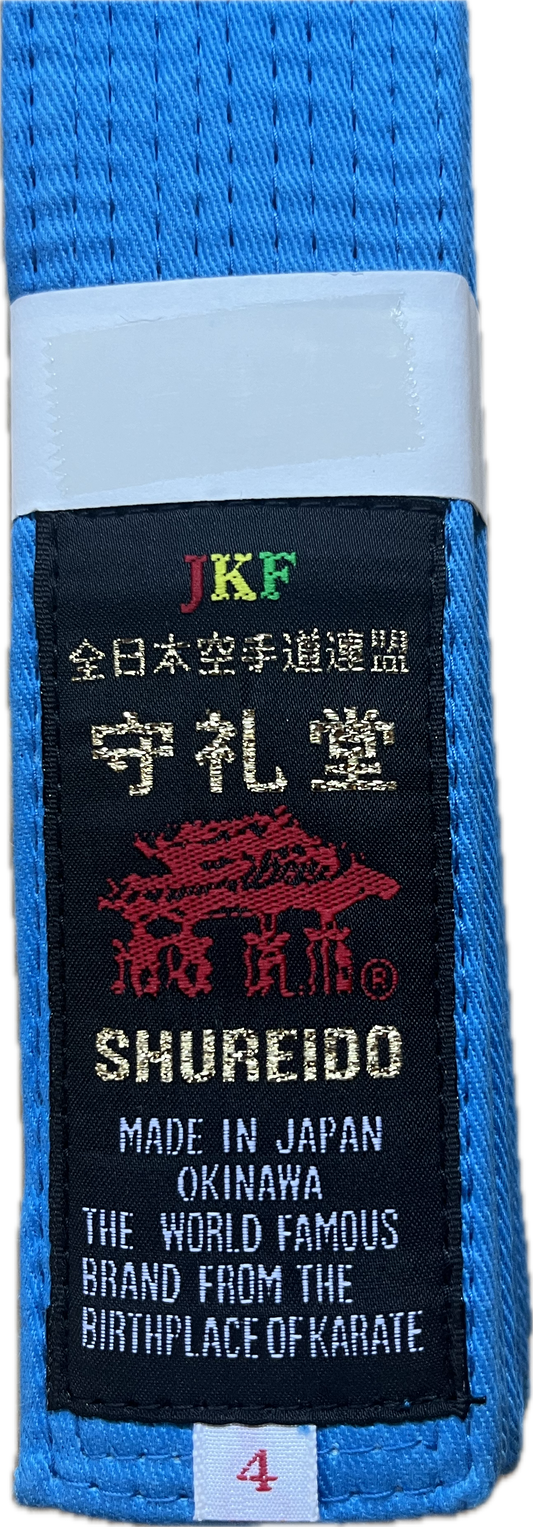 JKF
全日本空手道連盟
守礼堂
®
SHUREIDO
MADE IN JAPAN
OKINAWA
THE WORLD FAMOUS
BRAND FROM THE
BIRTHPLACE OF KARATE
4